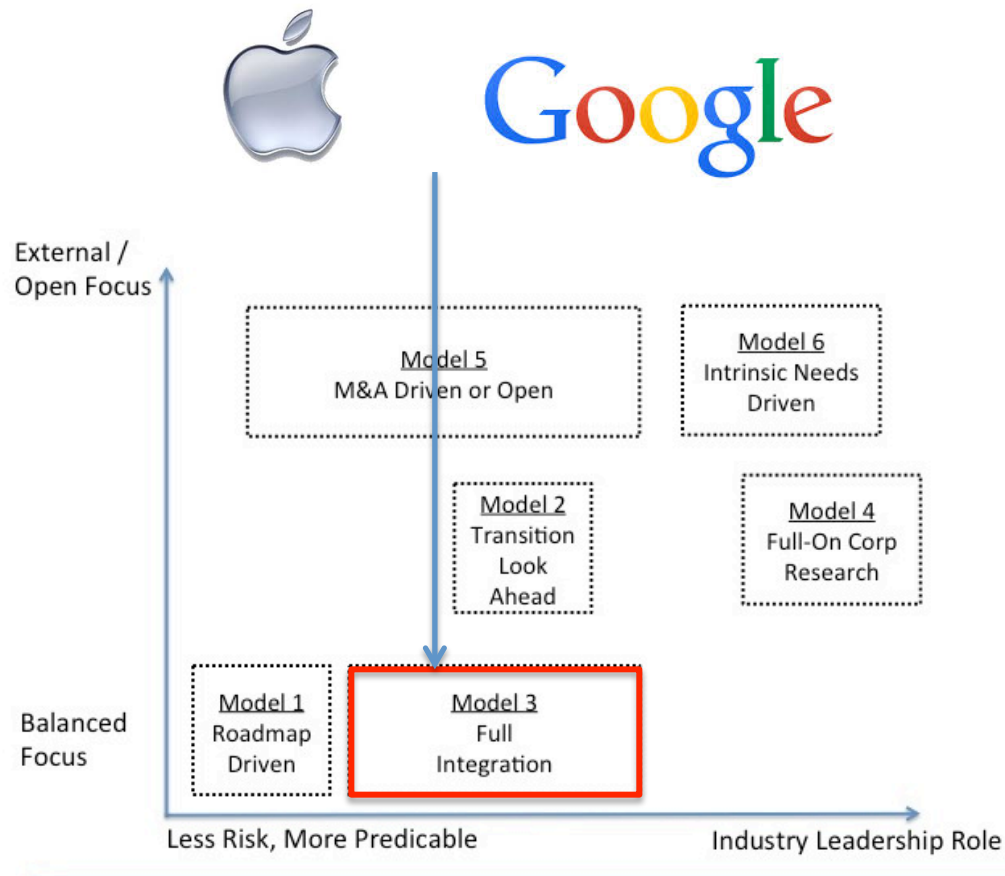 Google
External /
Open Focus
Model 5
M&A Driven or Open
Model 6
Intrinsic Needs
Driven
Model 2
Transition
Look
Ahead
Model 4
Full-On Corp
Research
Balanced
Focus
Model 1
Roadmap
Driven
Model 3
Full
Integration
Less Risk, More Predicable
Industry Leadership Role